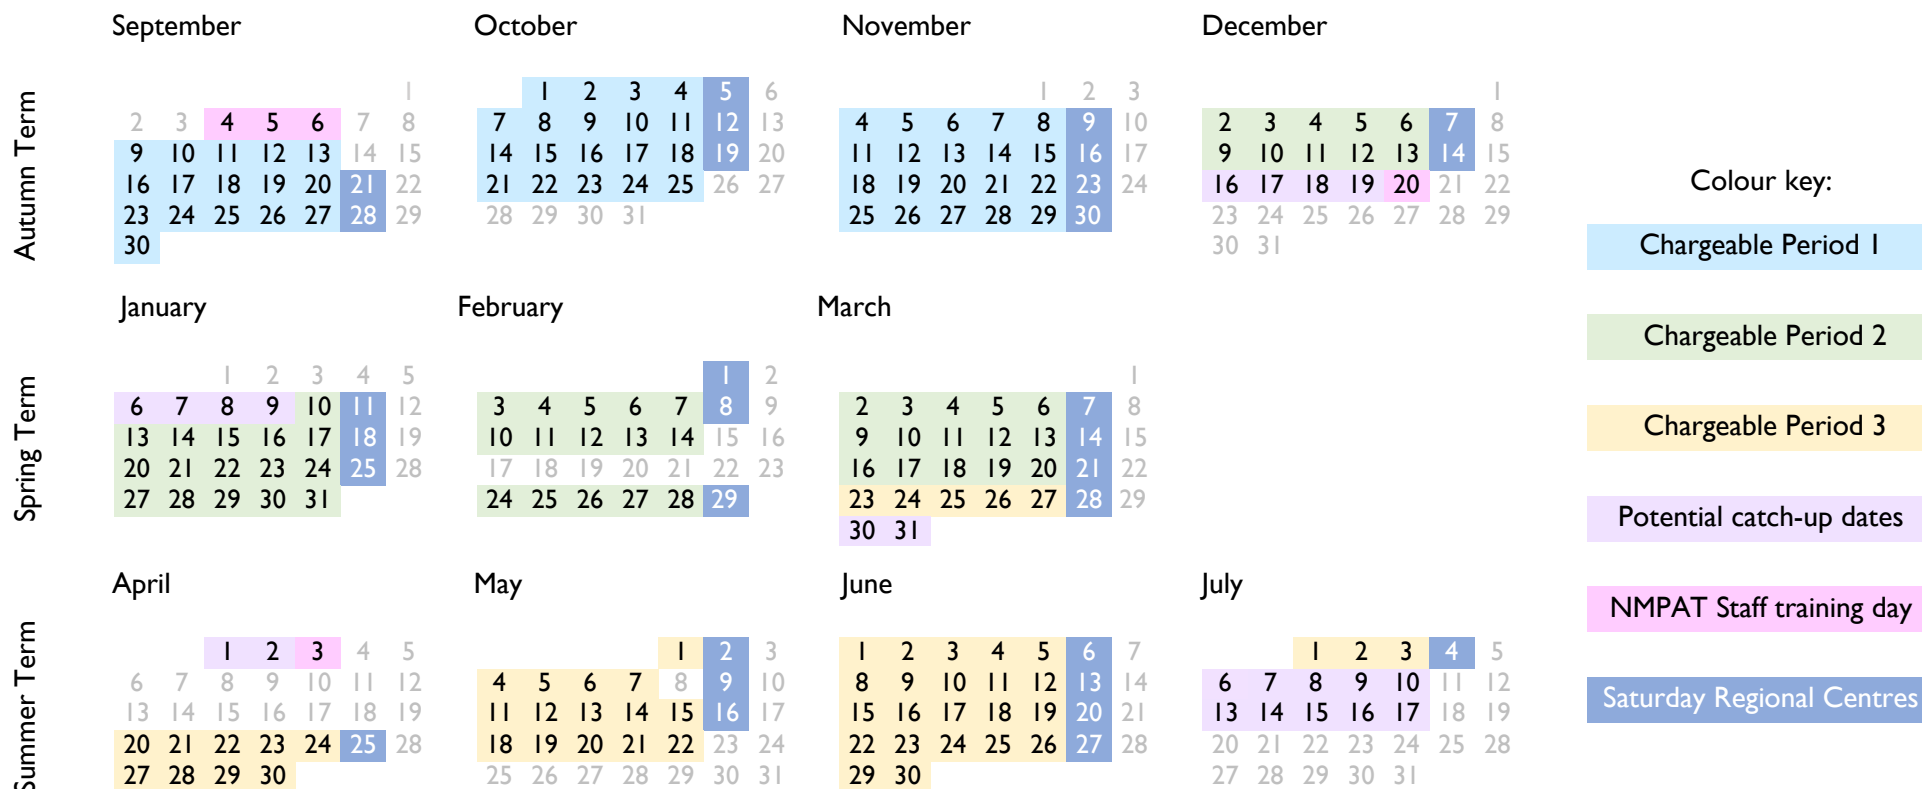 September October November December
Autumn Term
1 6 1 2 3 1
1 2 3 4 5
2 3 4 5 6 7 8 7 8 9 10 11 12 13 4 5 6 7 8 9 10 2 3 4 5 6 7 8
9 10 11 12 13 14 15 14 15 16 17 18 19 20 11 12 13 14 15 16 17 9 10 11 12 13 14 15
16 17 18 19 20 21 22 21 22 23 24 25 26 27 18 19 20 21 22 23 24 16 17 18 19 20 21 22
23 24 25 26 27 28 29 28 29 30 31 25 26 27 28 29 30 23 24 25 26 27 28 29
30 30 31
January February March
Spring Term
1 2 3 4 5 1 2 1
6 7 8 9 10 11 12 3 4 5 6 7 8 9 2 3 4 5 6 7 8
13 14 15 16 17 18 19 10 11 12 13 14 15 16 9 10 11 12 13 14 15
20 21 22 23 24 25 28 17 18 19 20 21 22 23 16 17 18 19 20 21 22
27 28 29 30 31 24 25 26 27 28 29 23 24 25 26 27 28 29
30 31
April May June July
Summer Term
1 2 3 4 5 1 2 3 1 2 3 4 5 6 7 1 2 3 4 5
6 7 8 9 10 11 12 4 5 6 7 8 9 10 8 9 10 11 12 13 14 6 7 8 9 10 11 12
13 14 15 16 17 18 19 11 12 13 14 15 16 17 15 16 17 18 19 20 21 13 14 15 16 17 18 19
20 21 22 23 24 25 28 18 19 20 21 22 23 24 22 23 24 25 26 27 28 20 21 22 23 24 25 28
27 28 29 30 25 26 27 28 29 30 31 29 30 27 28 29 30 31
Colour key:
Chargeable Period 1
Chargeable Period 2
Chargeable Period 3
Potential catch-up dates
NMPAT Staff training day
Saturday Regional Centres